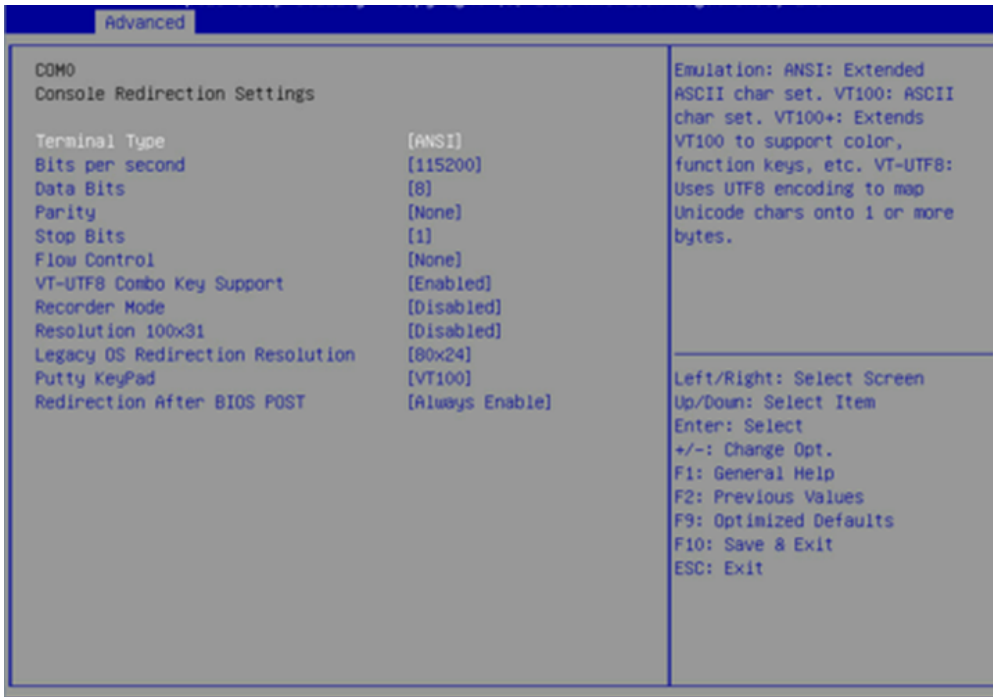 Advanced
COM0
Console Redirection Settings
Terminal Type [ANSI]
Bits per second [115200]
Data Bits [8]
Parity [None]
Stop Bits [1]
Flow Control [None]
VT-UTF8 Combo Key Support [Enabled]
Recorder Mode [Disabled]
Resolution 100x31 [Disabled]
Legacy OS Redirection Resolution [80x24]
Putty KeyPad [VT100]
Redirection After BIOS POST [Always Enable]
Emulation: ANSI: Extended
ASCII char set. VT100: ASCII
char set. VT100+: Extends
VT100 to support color,
function keys, etc. VT-UTF8:
Uses UTF8 encoding to map
Unicode chars onto 1 or more
bytes.
Left/Right: Select Screen
Up/Down: Select Item
Enter: Select
+/-: Change Opt.
F1: General Help
F2: Previous Values
F9: Optimized Defaults
F10: Save & Exit
ESC: Exit